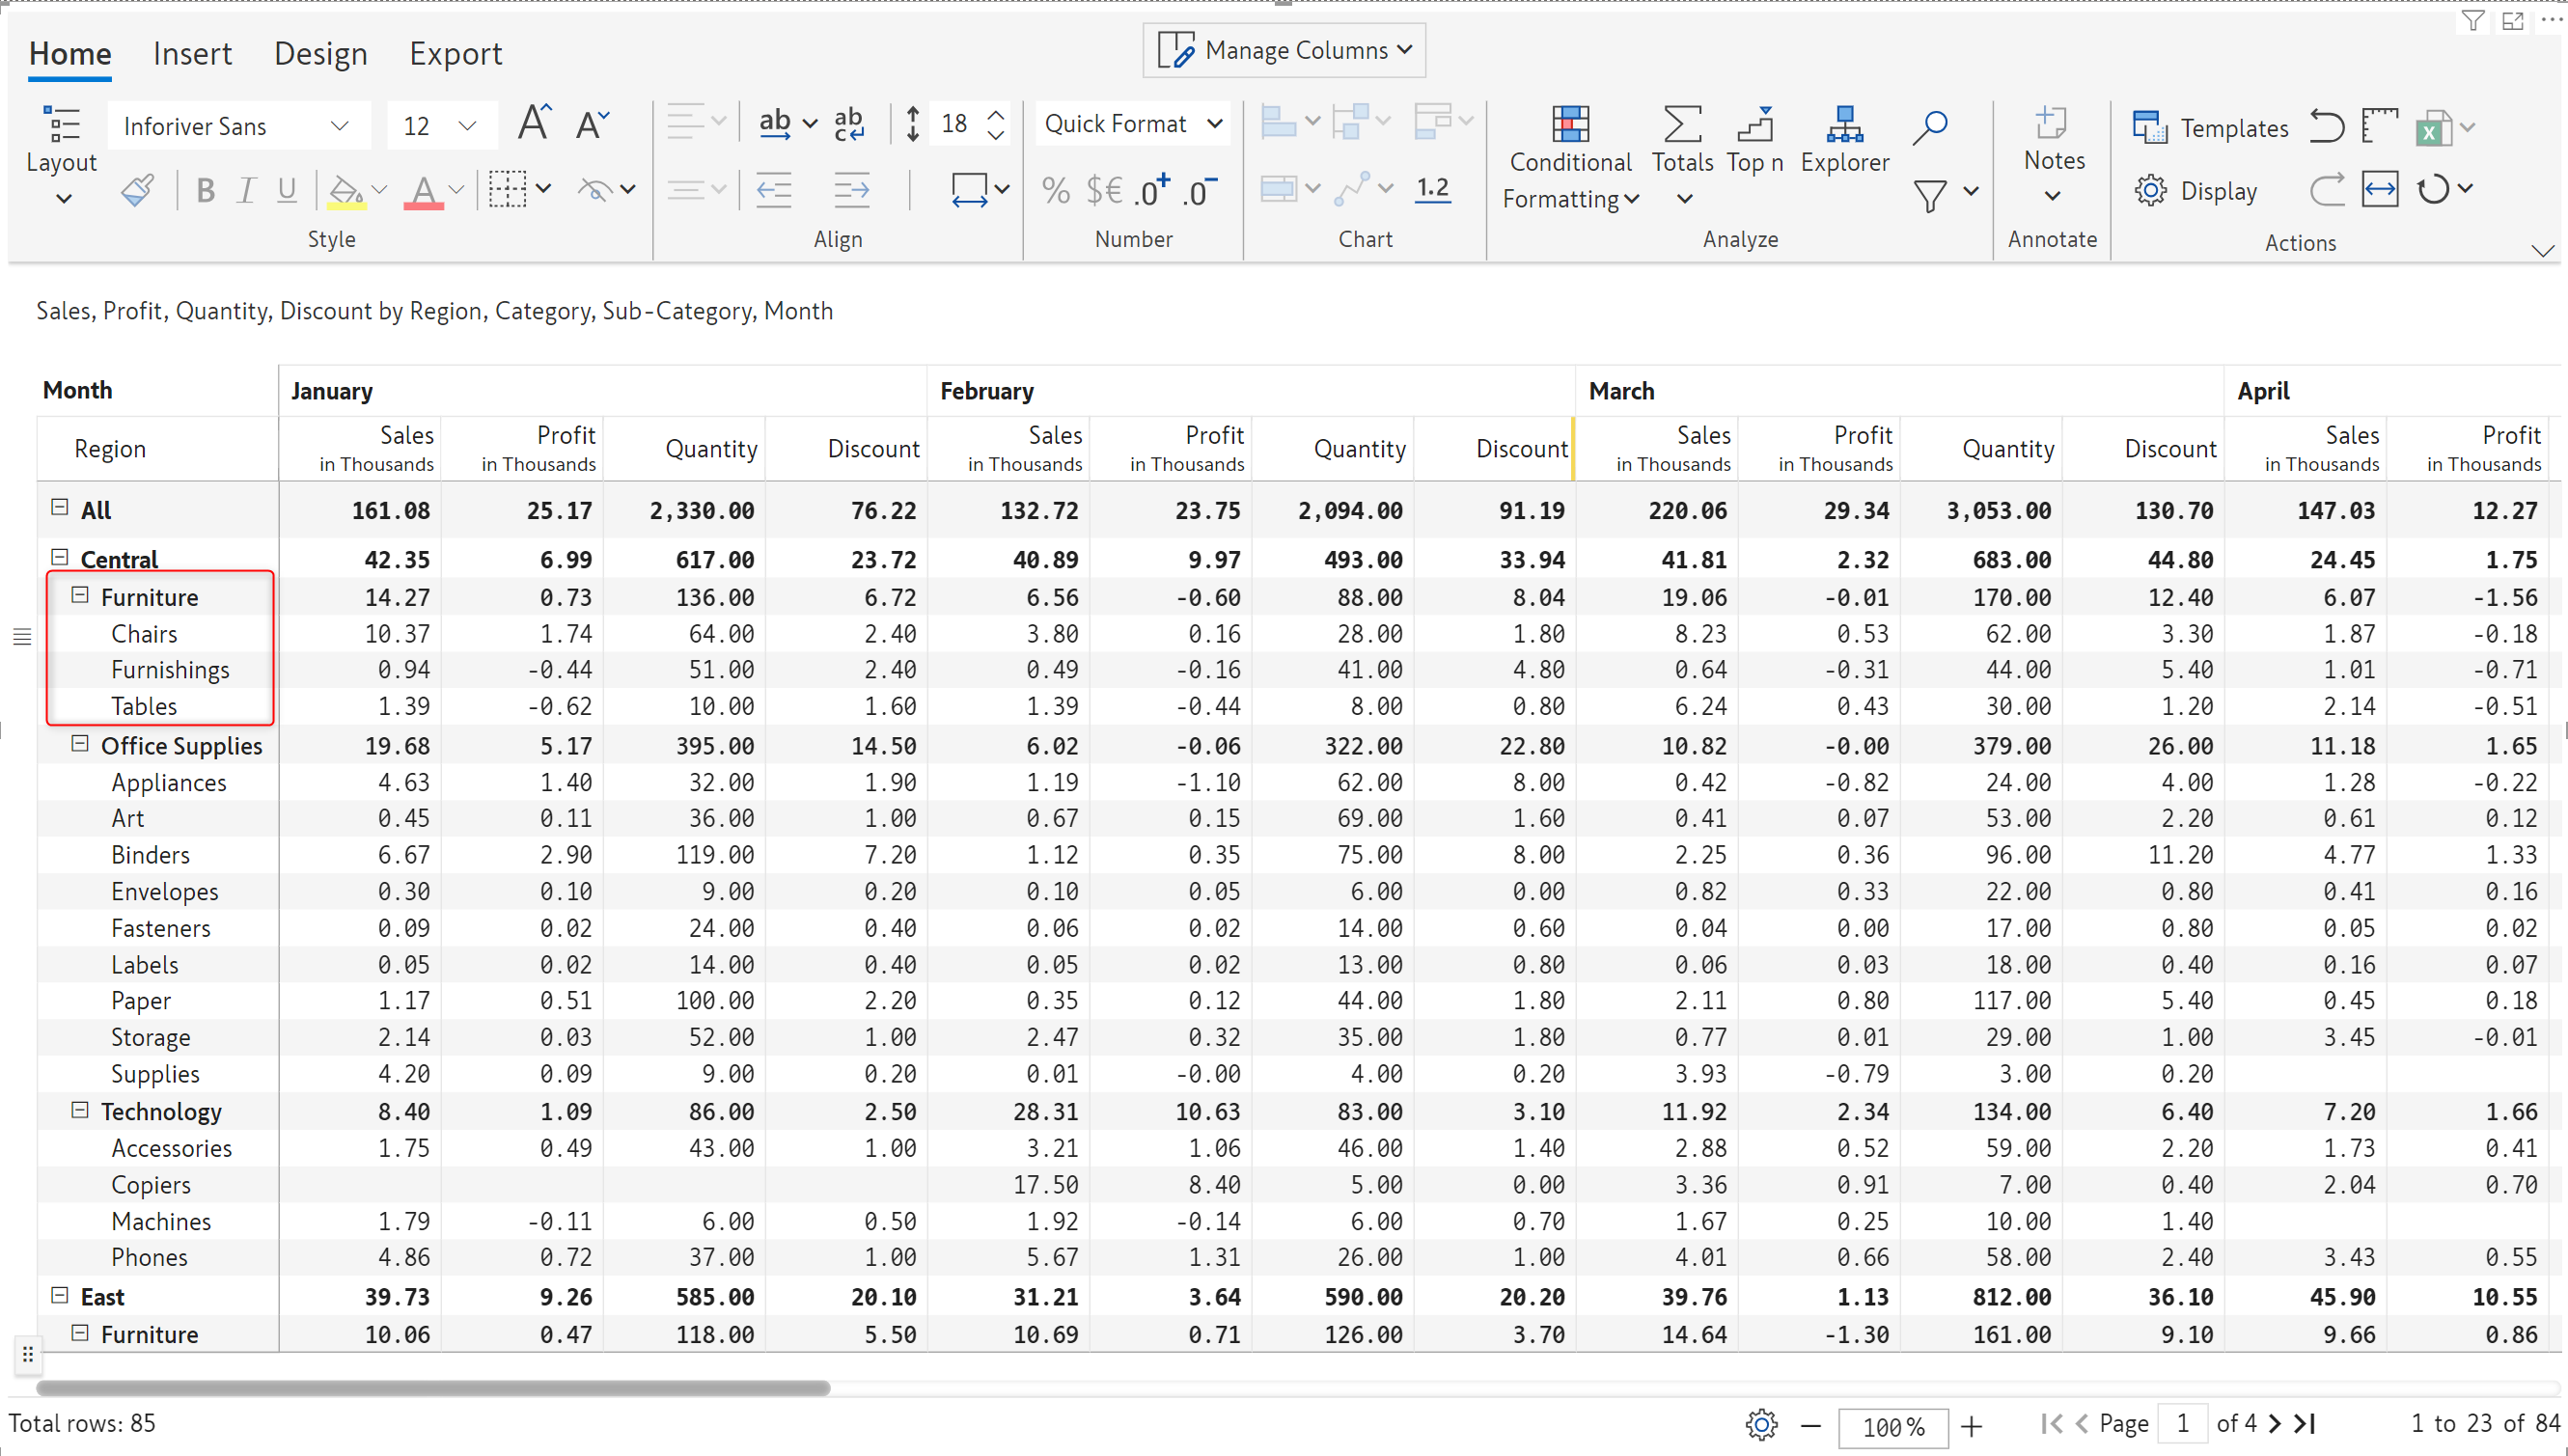 Home Insert Design Export Manage Columns
Inforiver Sans 12 ab ab c 18 Quick Format
Layout
Conditional Formatting Totals Top n Explorer
Notes
Templates
Display
B I U A % $€ .0+ .0- 1.2
Style Align Number Chart Analyze Annotate Actions
Sales, Profit, Quantity, Discount by Region, Category, Sub-Category, Month
Month January February March April
Region Sales in Thousands Profit in Thousands Quantity Discount Sales in Thousands Profit in Thousands Quantity Discount Sales in Thousands Profit in Thousands Quantity Discount Sales in Thousands Profit in Thousands
All 161.08 25.17 2,330.00 76.22 132.72 23.75 2,094.00 91.19 220.06 29.34 3,053.00 130.70 147.03 12.27
Central 42.35 6.99 617.00 23.72 40.89 9.97 493.00 33.94 41.81 2.32 683.00 44.80 24.45 1.75
Furniture 14.27 0.73 136.00 6.72 6.56 -0.60 88.00 8.04 19.06 -0.01 170.00 12.40 6.07 -1.56
Chairs 10.37 1.74 64.00 2.40 3.80 0.16 28.00 1.80 8.23 0.53 62.00 3.30 1.87 -0.18
Furnishings 0.94 -0.44 51.00 2.40 0.49 -0.16 41.00 4.80 0.64 -0.31 44.00 5.40 1.01 -0.71
Tables 1.39 -0.62 10.00 1.60 1.39 -0.44 8.00 0.80 6.24 0.43 30.00 1.20 2.14 -0.51
Office Supplies 19.68 5.17 395.00 14.50 6.02 -0.06 322.00 22.80 10.82 -0.00 379.00 26.00 11.18 1.65
Appliances 4.63 1.40 32.00 1.90 1.19 -1.10 62.00 8.00 0.42 -0.82 24.00 4.00 1.28 -0.22
Art 0.45 0.11 36.00 1.00 0.67 0.15 69.00 1.60 0.41 0.07 53.00 2.20 0.61 0.12
Binders 6.67 2.90 119.00 7.20 1.12 0.35 75.00 8.00 2.25 0.36 96.00 11.20 4.77 1.33
Envelopes 0.30 0.10 9.00 0.20 0.10 0.05 6.00 0.00 0.82 0.33 22.00 0.80 0.41 0.16
Fasteners 0.09 0.02 24.00 0.40 0.06 0.02 14.00 0.60 0.04 0.00 17.00 0.80 0.05 0.02
Labels 0.05 0.02 14.00 0.40 0.05 0.02 13.00 0.80 0.06 0.03 18.00 0.40 0.16 0.07
Paper 1.17 0.51 100.00 2.20 0.35 0.12 44.00 1.80 2.11 0.80 117.00 5.40 0.45 0.18
Storage 2.14 0.03 52.00 1.00 2.47 0.32 35.00 1.80 0.77 0.01 29.00 1.00 3.45 -0.01
Supplies 4.20 0.09 9.00 0.20 0.01 -0.00 4.00 0.20 3.93 -0.79 3.00 0.20
Technology 8.40 1.09 86.00 2.50 28.31 10.63 83.00 3.10 11.92 2.34 134.00 6.40 7.20 1.66
Accessories 1.75 0.49 43.00 1.00 3.21 1.06 46.00 1.40 2.88 0.52 59.00 2.20 1.73 0.41
Copiers 17.50 8.40 5.00 0.00 3.36 0.91 7.00 0.40 2.04 0.70
Machines 1.79 -0.11 6.00 0.50 1.92 -0.14 6.00 0.70 1.67 0.25 10.00 1.40
Phones 4.86 0.72 37.00 1.00 5.67 1.31 26.00 1.00 4.01 0.66 58.00 2.40 3.43 0.55
East 39.73 9.26 585.00 20.10 31.21 3.64 590.00 20.20 39.76 1.13 812.00 36.10 45.90 10.55
Furniture 10.06 0.47 118.00 5.50 10.69 0.71 126.00 3.70 14.64 -1.30 161.00 9.10 9.66 0.86
Total rows: 85 100 % Page 1 of 4 1 to 23 of 84